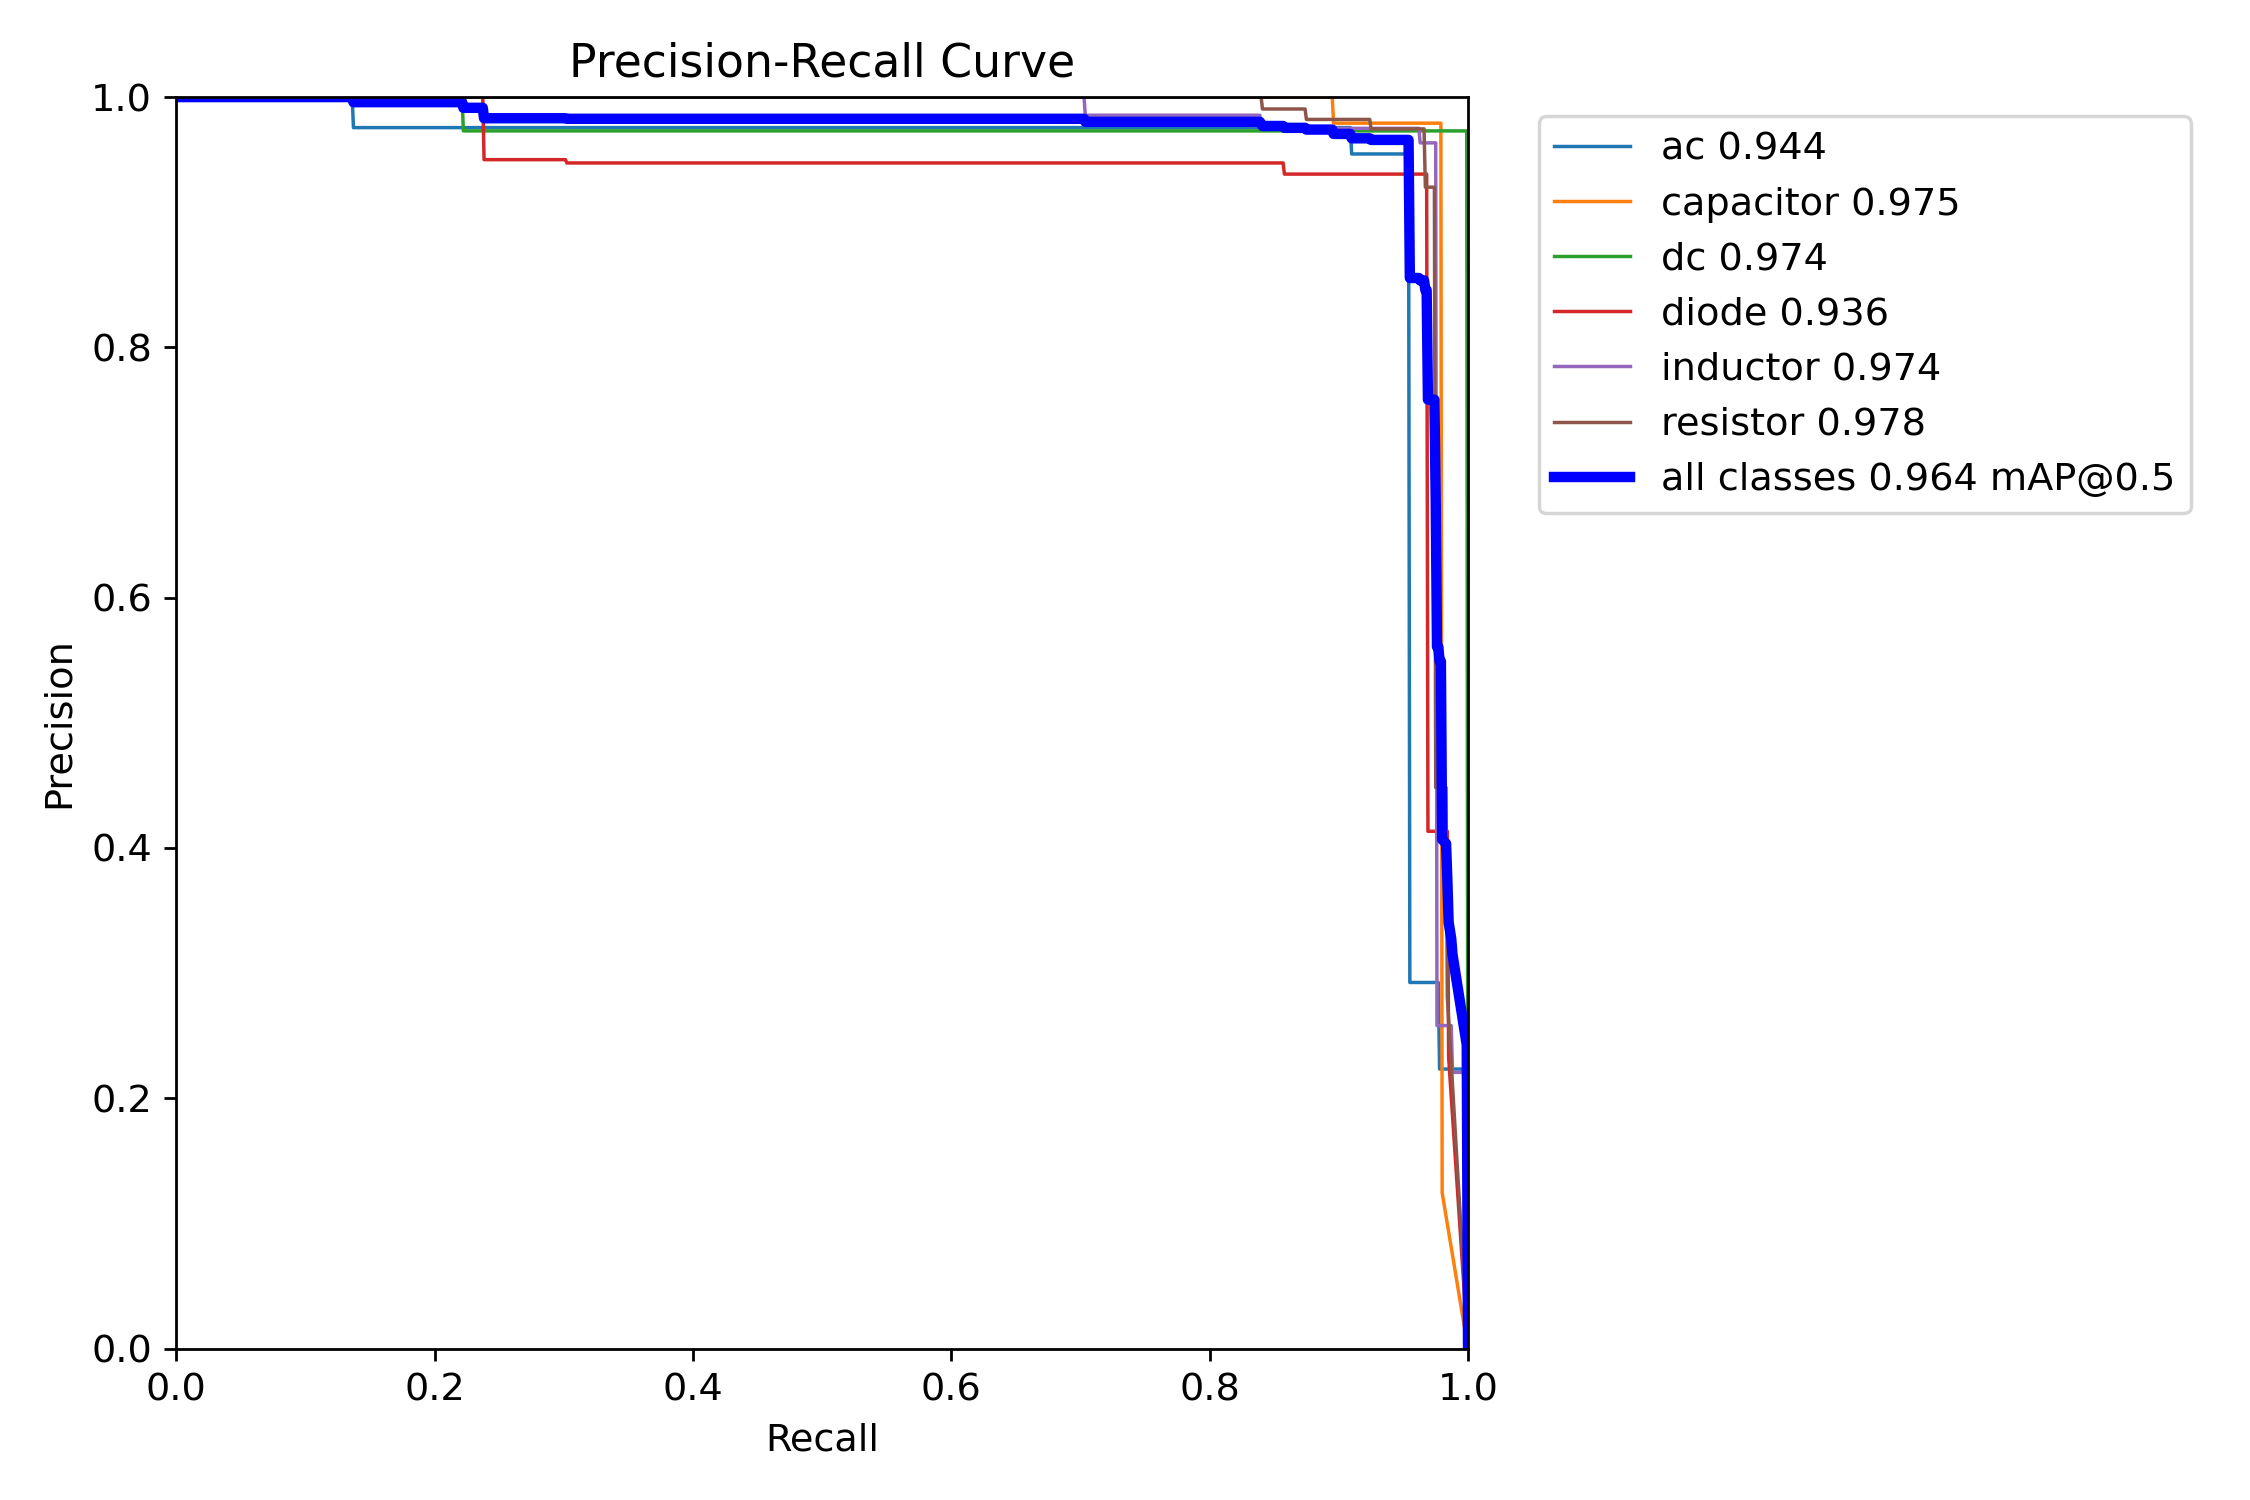 Precision-Recall Curve
1.0
0.8
0.6
0.4
0.2
0.0
Precision
0.0 0.2 0.4 0.6 0.8 1.0
Recall
ac 0.944
capacitor 0.975
dc 0.974
diode 0.936
inductor 0.974
resistor 0.978
all classes 0.964 mAP@0.5